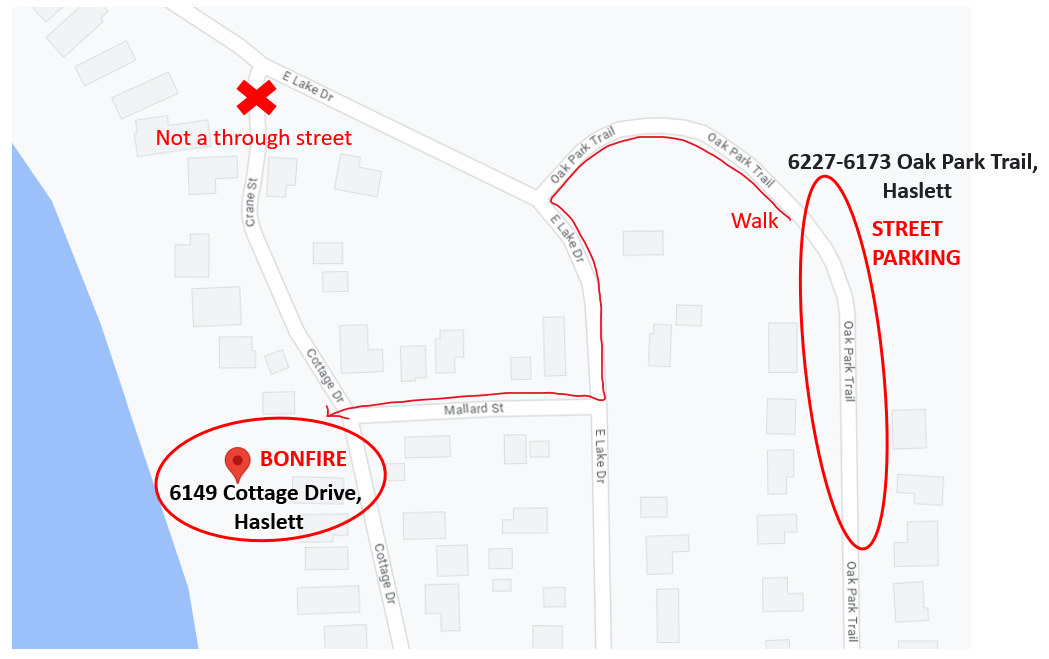 E Lake Dr
Not a through street
Oak Park Trail
Oak Park Trail
6227-6173 Oak Park Trail,
Haslett
Crane St
Walk
E Lake Dr
STREET
PARKING
Oak Park Trail
Cottage Dr
Mallard St
E Lake Dr
BONFIRE
6149 Cottage Drive,
Haslett
Cottage Dr
Oak Park Trail